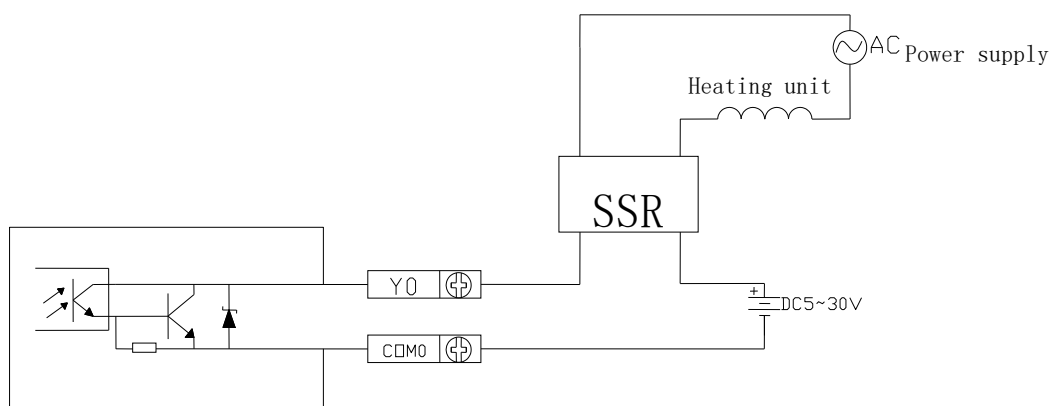 AC Power supply
Heating unit
SSR
Y0
COM0
+
DC5~30V